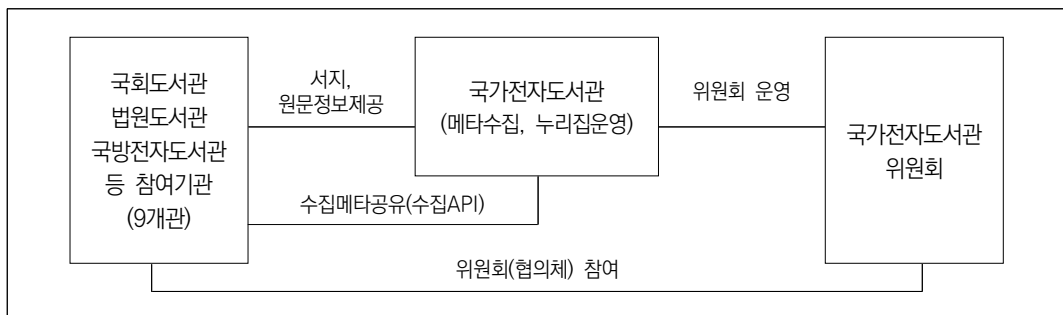 국회도서관
법원도서관
국방전자도서관
등 참여기관
(9개관)
서지,
원문정보제공
국가전자도서관
(메타수집, 누리집운영)
위원회 운영
국가전자도서관
위원회
수집메타공유(수집API)
위원회(협의체) 참여